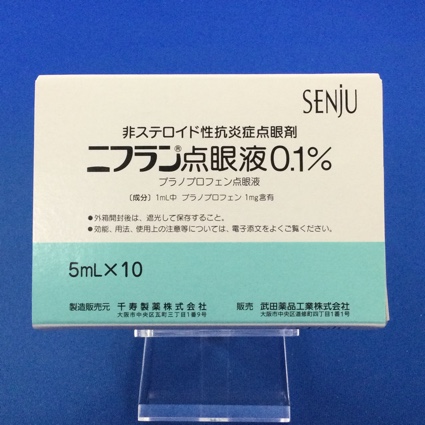 SENJU
非ステロイド性抗炎症点眼剤
ニフラン®点眼液0.1%
プラノプロフェン点眼液
〔成分〕1mL中 プラノプロフェン 1mg含有
●外箱開封後は、遮光して保存すること。
●効能、用法、使用上の注意等については、電子添文をよくご覧ください。
5mL×10
製造販売元 千寿製薬株式会社
大阪市中央区瓦町三丁目1番9号
販売 武田薬品工業株式会社
大阪市中央区道修町四丁目1番1号